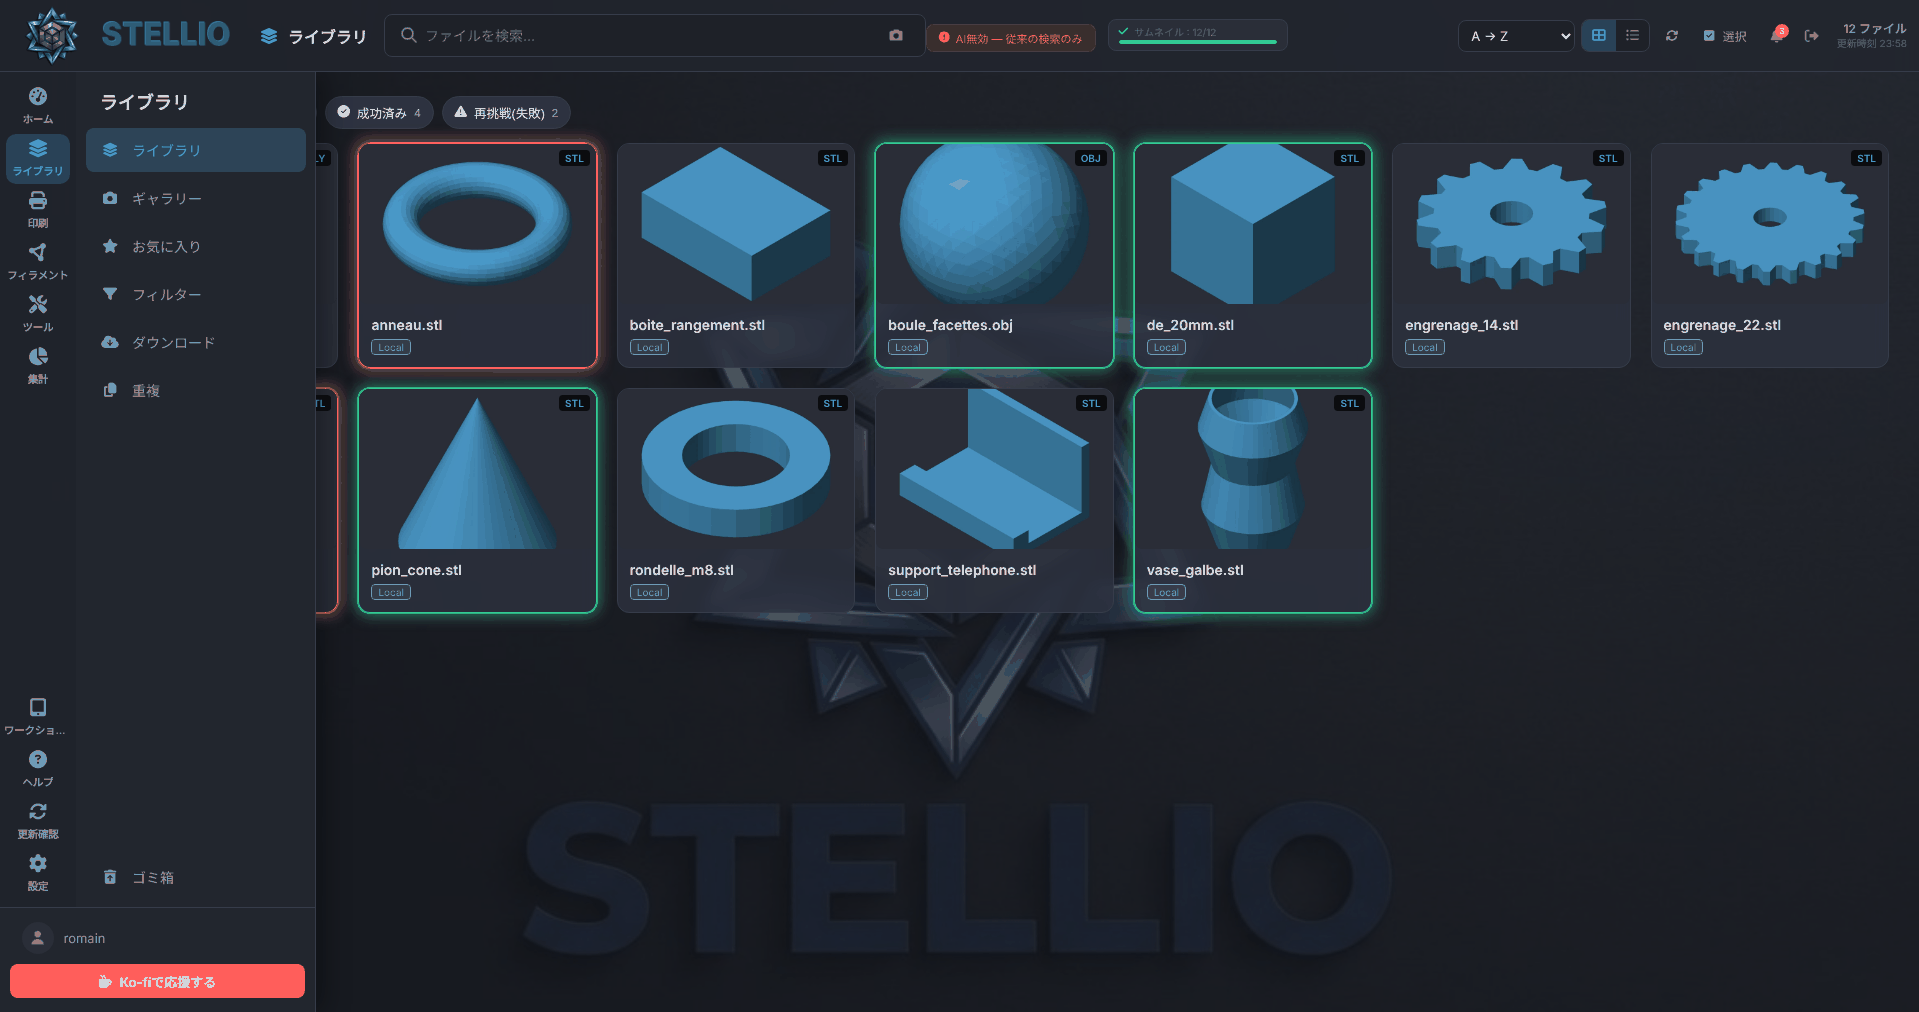 STELLIO
ライブラリ
ファイルを検索...
AI無効 — 従来の検索のみ
サムネイル : 12/12
A → Z
選択
3
12 ファイル
更新時刻 23:58
ホーム
ライブラリ
印刷
フィラメント
ツール
集計
ワークショ...
ヘルプ
更新確認
設定
ライブラリ
ライブラリ
ギャラリー
お気に入り
フィルター
ダウンロード
重複
ゴミ箱
romain
Ko-fiで応援する
成功済み 4
再挑戦(失敗) 2
LY
STL
anneau.stl
Local
STL
boite_rangement.stl
Local
OBJ
boule_facettes.obj
Local
STL
de_20mm.stl
Local
STL
engrenage_14.stl
Local
STL
engrenage_22.stl
Local
TL
STL
pion_cone.stl
Local
STL
rondelle_m8.stl
Local
STL
support_telephone.stl
Local
STL
vase_galbe.stl
Local
STELLIO